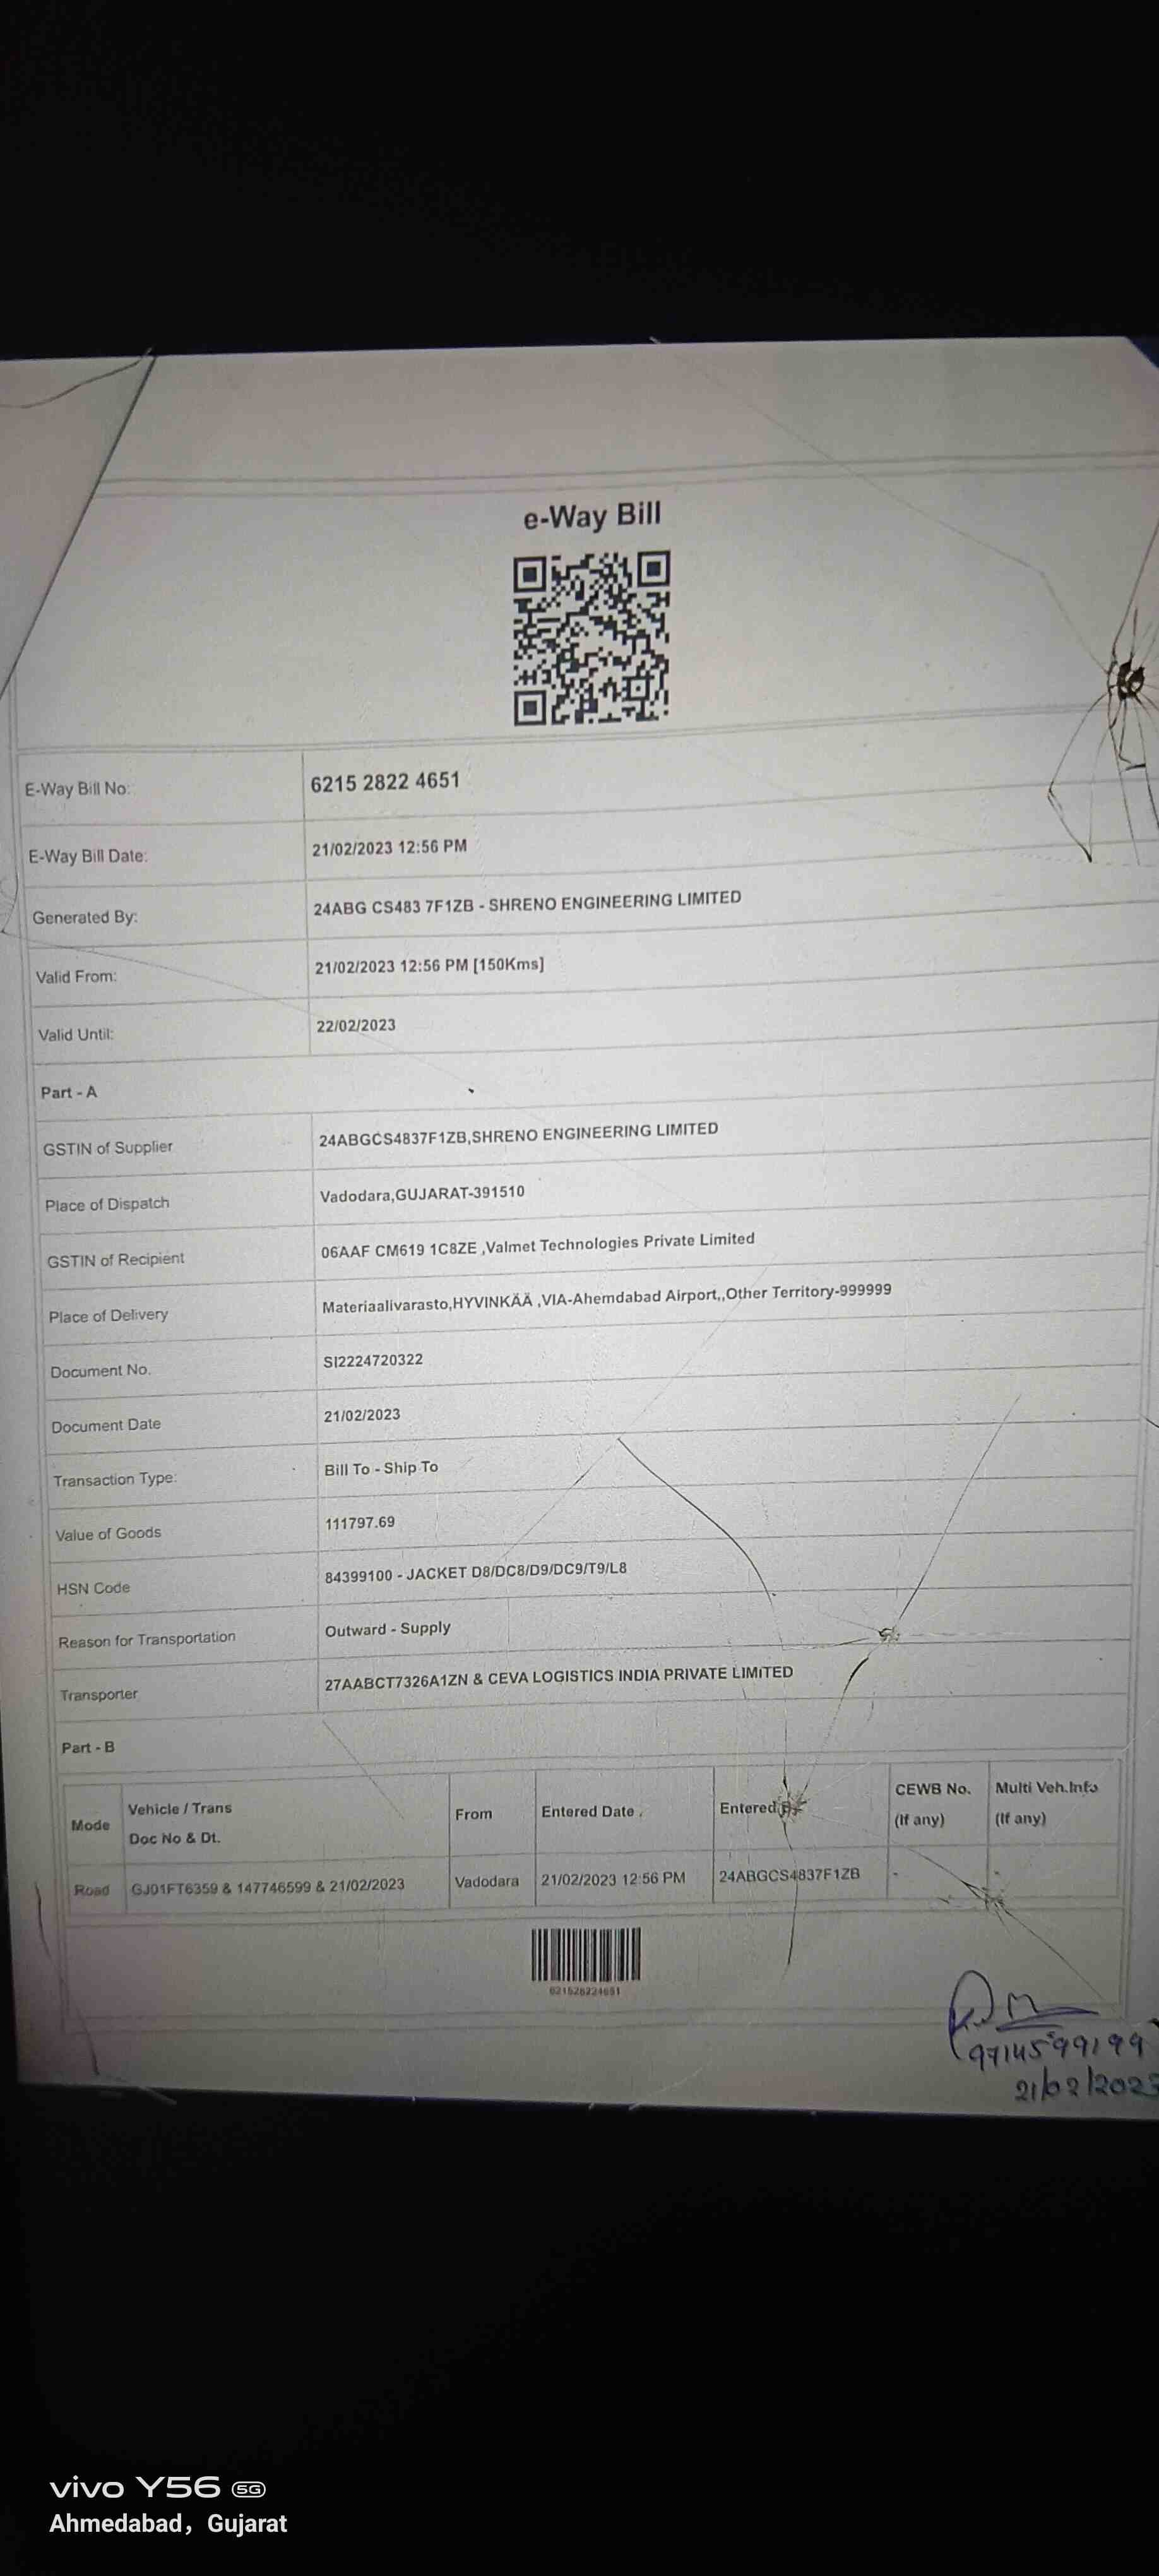 e-Way Bill
E-Way Bill No: 6215 2822 4651
E-Way Bill Date: 21/02/2023 12:56 PM
Generated By: 24ABG CS483 7F1ZB - SHRENO ENGINEERING LIMITED
Valid From: 21/02/2023 12:56 PM [150Kms]
Valid Until: 22/02/2023
Part - A
GSTIN of Supplier 24ABGCS4837F1ZB,SHRENO ENGINEERING LIMITED
Place of Dispatch Vadodara,GUJARAT-391510
GSTIN of Recipient 06AAF CM619 1C8ZE ,Valmet Technologies Private Limited
Place of Delivery Materiaalivarasto,HYVINKÄÄ ,VIA-Ahemdabad Airport,,Other Territory-999999
Document No. SI2224720322
Document Date 21/02/2023
Transaction Type: Bill To - Ship To
Value of Goods 111797.69
HSN Code 84399100 - JACKET D8/DC8/D9/DC9/T9/L8
Reason for Transportation Outward - Supply
Transporter 27AABCT7326A1ZN & CEVA LOGISTICS INDIA PRIVATE LIMITED
Part - B
Mode Vehicle / Trans Doc No & Dt. From Entered Date Entered CEWB No. (If any) Multi Veh.Info (If any)
Road GJ01FT6359 & 147746599 & 21/02/2023 Vadodara 21/02/2023 12:56 PM 24ABGCS4837F1ZB - -
621528224651
9714599199
21/02/2023
vivo Y56 5G
Ahmedabad, Gujarat